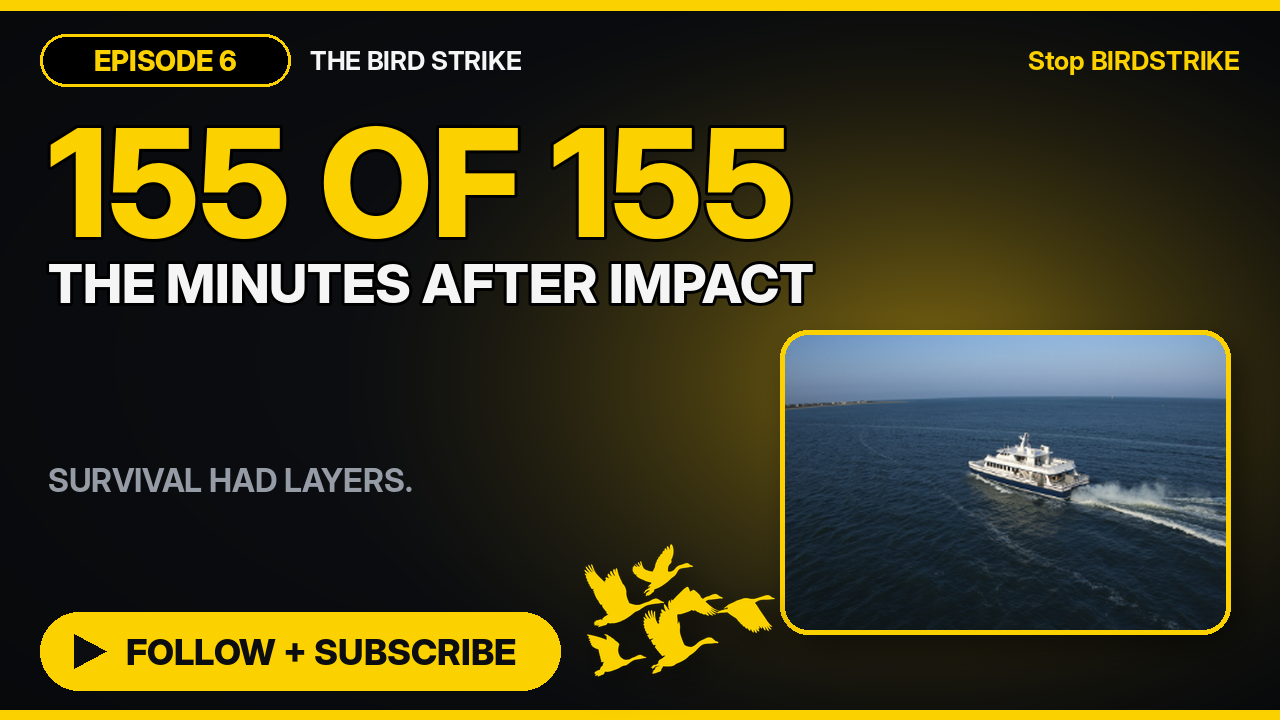 EPISODE 6
THE BIRD STRIKE
Stop BIRDSTRIKE
155 OF 155
THE MINUTES AFTER IMPACT
SURVIVAL HAD LAYERS.
FOLLOW + SUBSCRIBE